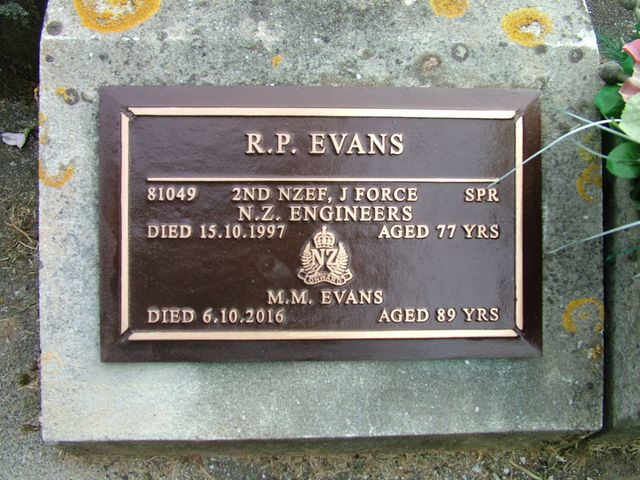 R.P. EVANS
81049 2ND NZEF, J FORCE SPR
N.Z. ENGINEERS
DIED 15.10.1997 AGED 77 YRS
NZ
ONWARD
M.M. EVANS
DIED 6.10.2016 AGED 89 YRS